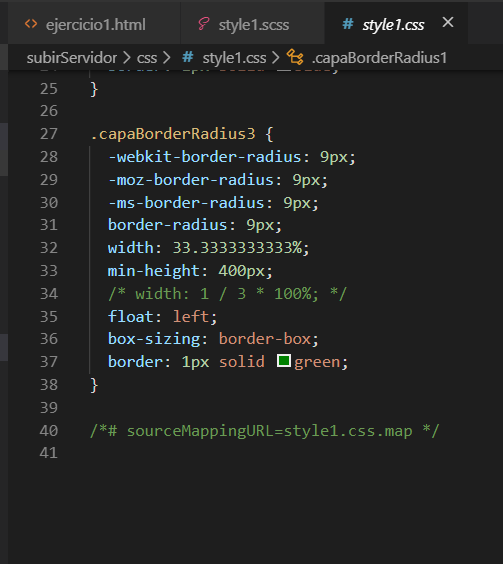 ejercicio1.html style1.scss style1.css
subirServidor > css > # style1.css > .capaBorderRadius1
25 }
26
27 .capaBorderRadius3 {
28 -webkit-border-radius: 9px;
29 -moz-border-radius: 9px;
30 -ms-border-radius: 9px;
31 border-radius: 9px;
32 width: 33.3333333333%;
33 min-height: 400px;
34 /* width: 1 / 3 * 100%; */
35 float: left;
36 box-sizing: border-box;
37 border: 1px solid green;
38 }
39
40 /*# sourceMappingURL=style1.css.map */
41